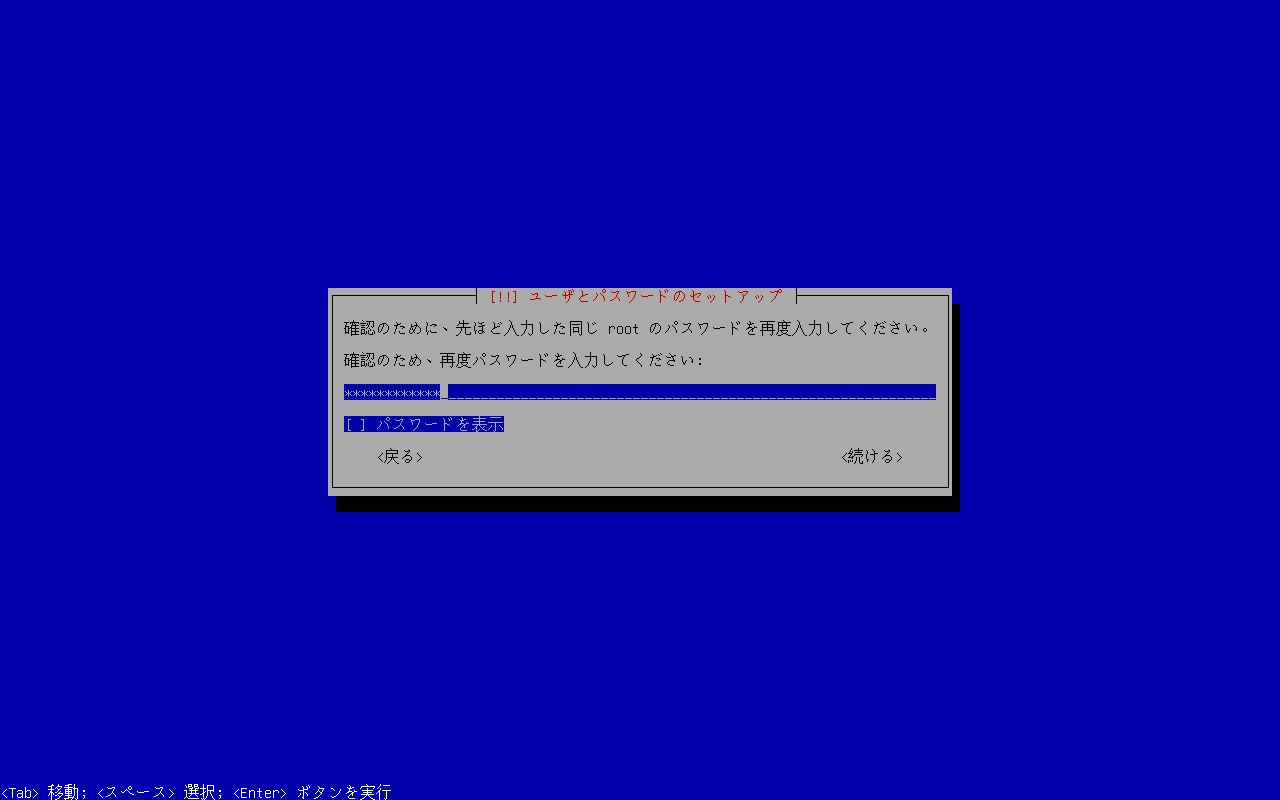 [!!] ユーザとパスワードのセットアップ
確認のために、先ほど入力した同じ root のパスワードを再度入力してください。
確認のため、再度パスワードを入力してください:
************
[ ] パスワードを表示
<戻る> <続ける>
<Tab> 移動; <スペース> 選択; <Enter> ボタンを実行